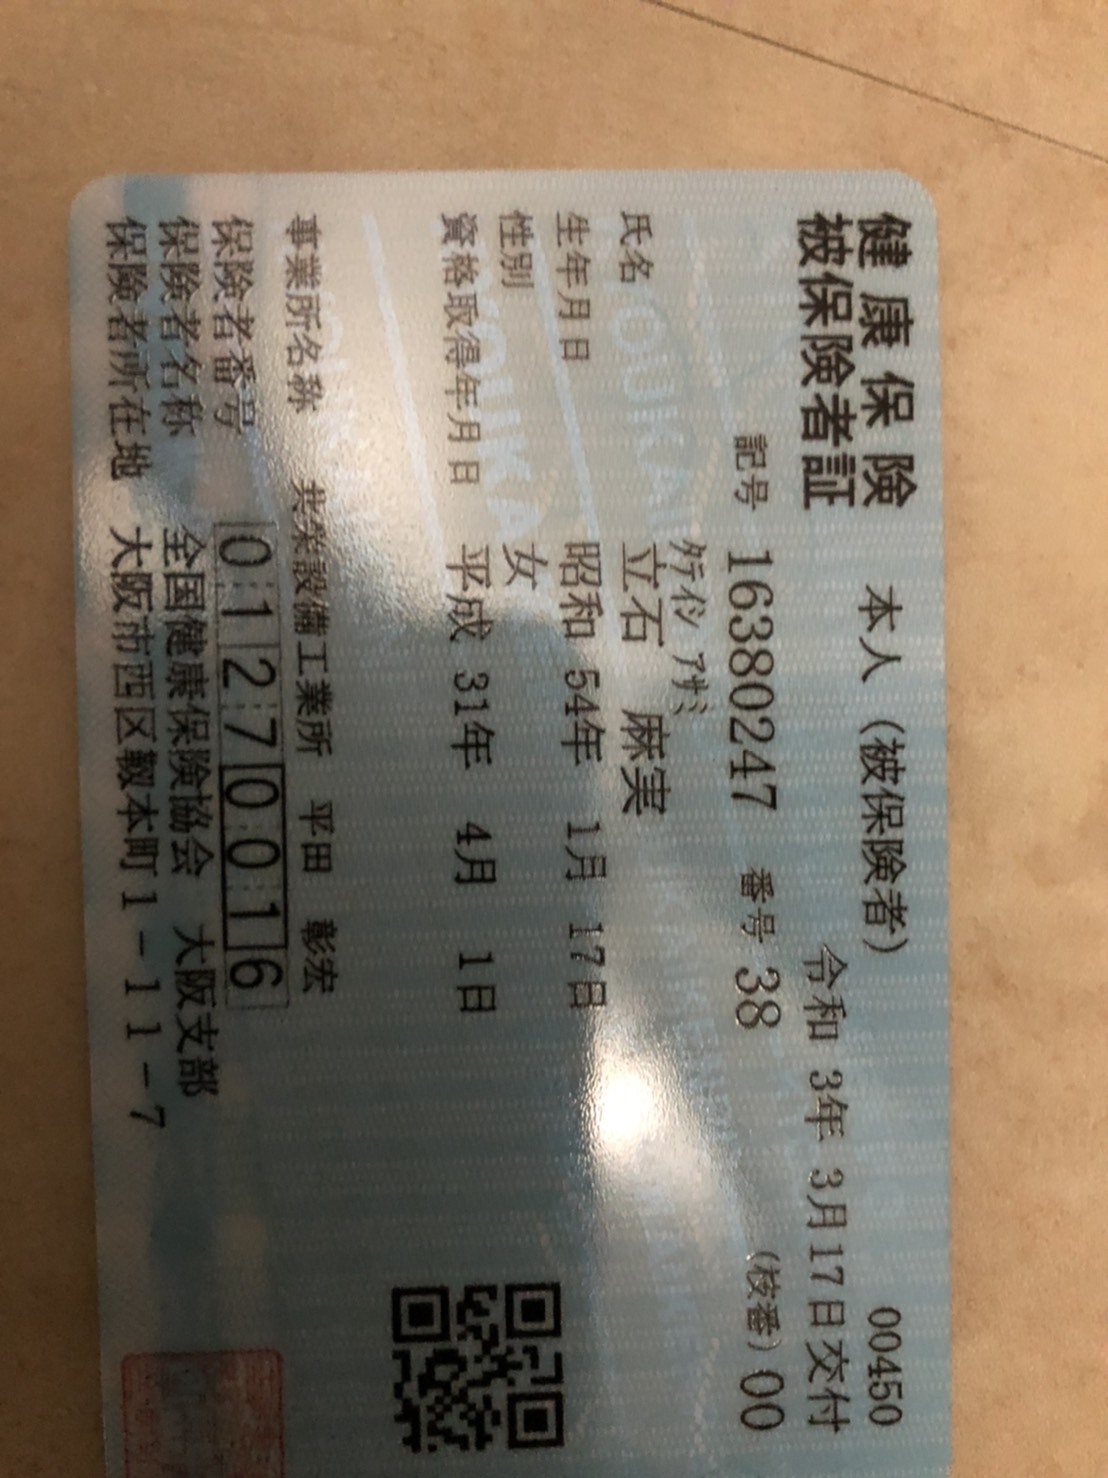 健康保険 本人（被保険者） 00450
被保険者証 令和 3年 3月17日交付
記号 16380247 番号 38 （枝番）00
ﾀﾃｲｼ ｱｻﾐ
氏名 立石 麻実
生年月日 昭和 54年 1月 17日
性別 女
資格取得年月日 平成 31年 4月 1日
事業所名称 共栄設備工業所 平田 彰宏
保険者番号 01270016
保険者名称 全国健康保険協会 大阪支部
保険者所在地 大阪市西区靱本町1-11-7